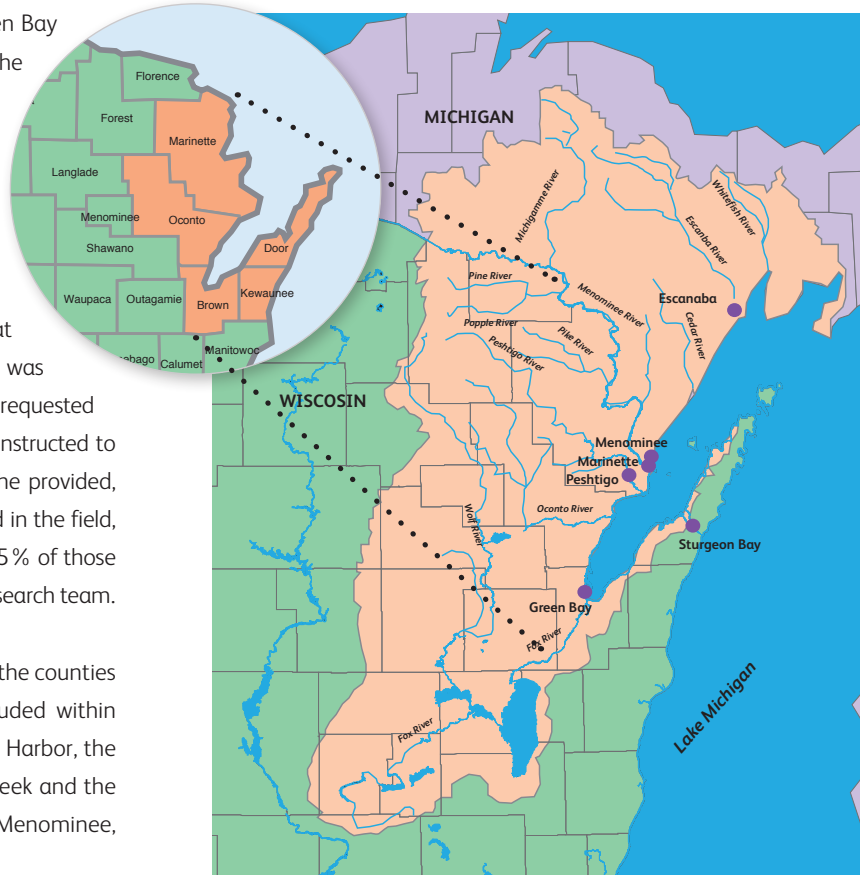 en Bay
he
at
was
requested
nstructed to
ne provided,
d in the field,
5% of those
search team.
the counties
uded within
Harbor, the
eek and the
Menominee,
Florence
Forest
Marinette
Langlade
Menominee
Oconto
Shawano
Door
Waupaca
Outagamie
Brown
Kewaunee
ebago
Calumet
Manitowoc
MICHIGAN
Michigamme River
Whitefish River
Escanba River
Pine River
Menominee River
Escanaba
Popple River
Pike River
Cedar River
Peshtigo River
WISCOSIN
Menominee
Marinette
Peshtigo
Wolf River
Oconto River
Sturgeon Bay
Green Bay
Fox River
Lake Michigan
Fox River